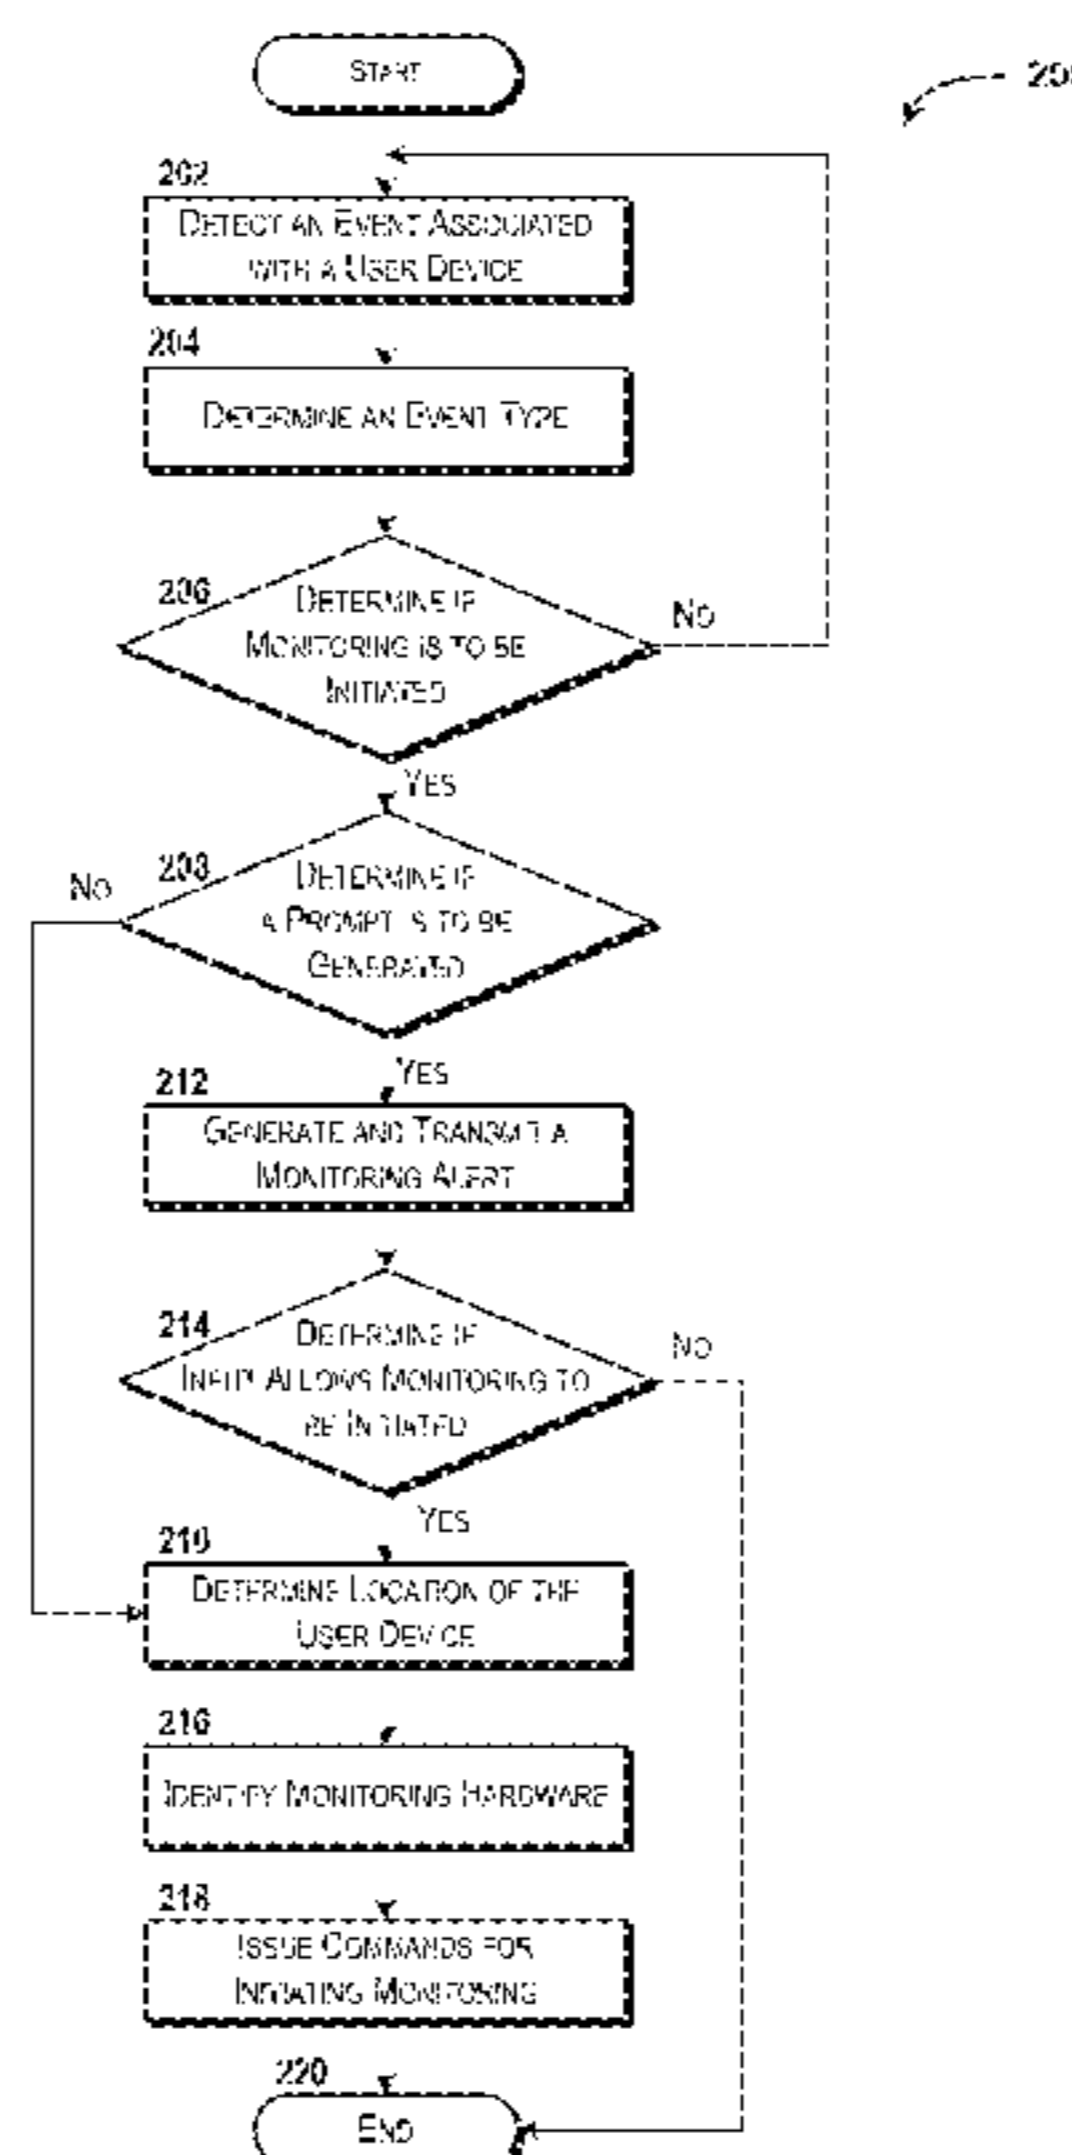 START
202
DETECT AN EVENT ASSOCIATED
WITH A USER DEVICE
204
DETERMINE AN EVENT TYPE
206
DETERMINE IF
MONITORING IS TO BE
INITIATED
NO
YES
208
DETERMINE IF
A PROMPT IS TO BE
GENERATED
NO
YES
212
GENERATE AND TRANSMIT A
MONITORING ALERT
214
DETERMINE IF
INPUT ALLOWS MONITORING TO
BE INITIATED
NO
YES
210
DETERMINE LOCATION OF THE
USER DEVICE
216
IDENTIFY MONITORING HARDWARE
218
ISSUE COMMANDS FOR
INITIATING MONITORING
220
END